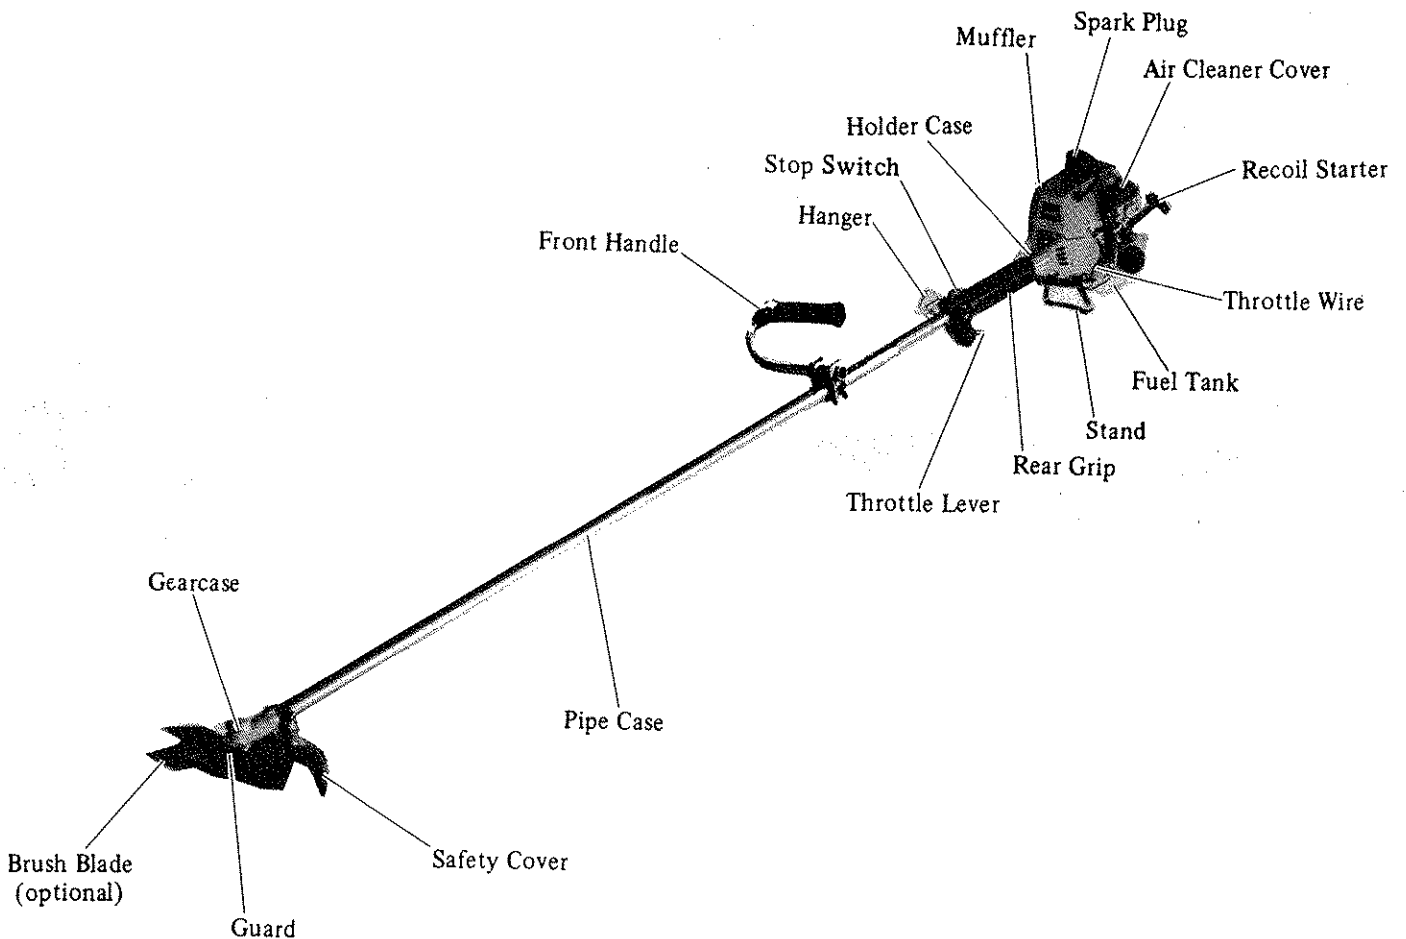 Spark Plug
Muffler
Air Cleaner Cover
Holder Case
Stop Switch
Recoil Starter
Hanger
Front Handle
Throttle Wire
Fuel Tank
Stand
Rear Grip
Throttle Lever
Gearcase
Pipe Case
Safety Cover
Brush Blade
(optional)
Guard